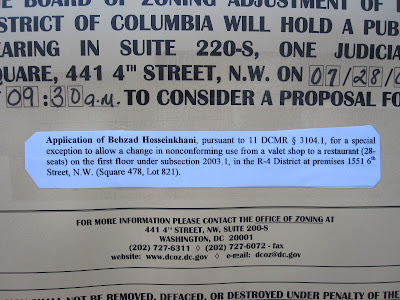 BOARD OF ZONING ADJUSTMENT OF
DISTRICT OF COLUMBIA WILL HOLD A PUB
EARING IN SUITE 220-S, ONE JUDICIA
SQUARE, 441 4TH STREET, N.W. ON 07/28/0
09:30 a.m. TO CONSIDER A PROPOSAL FO
Application of Behzad Hosseinkhani, pursuant to 11 DCMR § 3104.1, for a special
exception to allow a change in nonconforming use from a valet shop to a restaurant (28-
seats) on the first floor under subsection 2003.1, in the R-4 District at premises 1551 6th
Street, N.W. (Square 478, Lot 821).
FOR MORE INFORMATION PLEASE CONTACT THE OFFICE OF ZONING AT
441 4TH STREET, NW, SUITE 200-S
WASHINGTON, DC 20001
(202) 727-6311 ◊ (202) 727-6072 - fax
website: www.dcoz.dc.gov ◊ e-mail: dcoz@dc.gov
SHALL NOT BE REMOVED, DEFACED, OR DESTROYED UNDER PENALTY OF THE